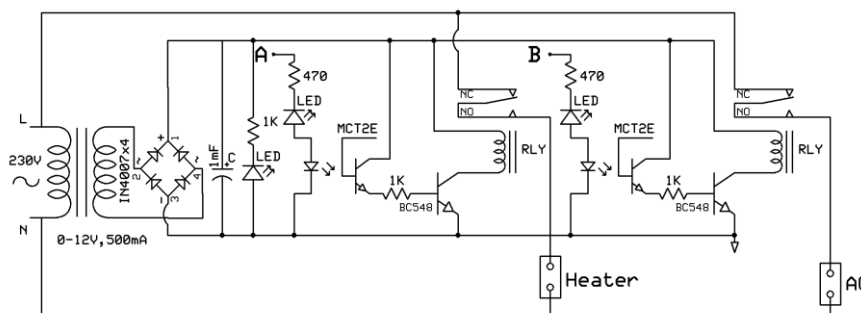 A
B
470
470
LED
LED
NC
NC
L
MCT2E
MCT2E
NO
NO
1K
230V
IN4007x4
+
1
~
~
2
4
3
-
1mF
+
C
LED
1K
1K
RLY
RLY
BC548
BC548
N
0-12V,500mA
Heater